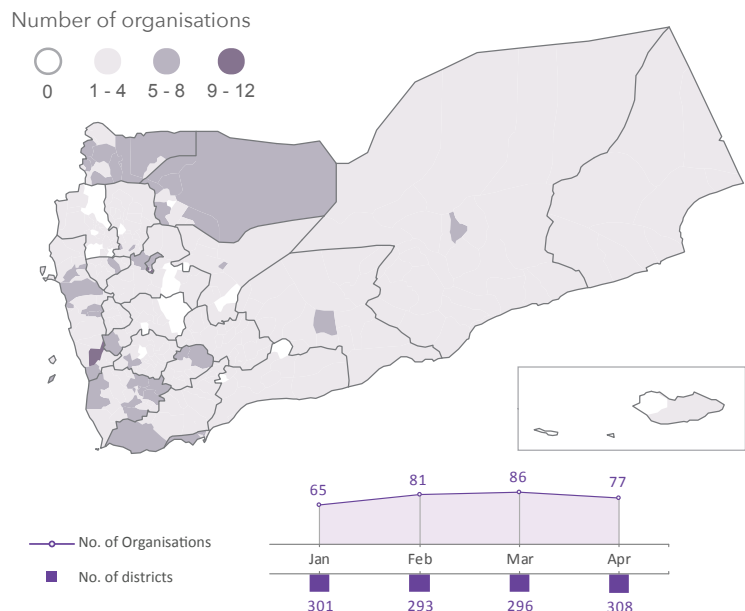 Number of organisations
0 1 - 4 5 - 8 9 - 12
65 81 86 77
No. of Organisations
Jan Feb Mar Apr
No. of districts
301 293 296 308